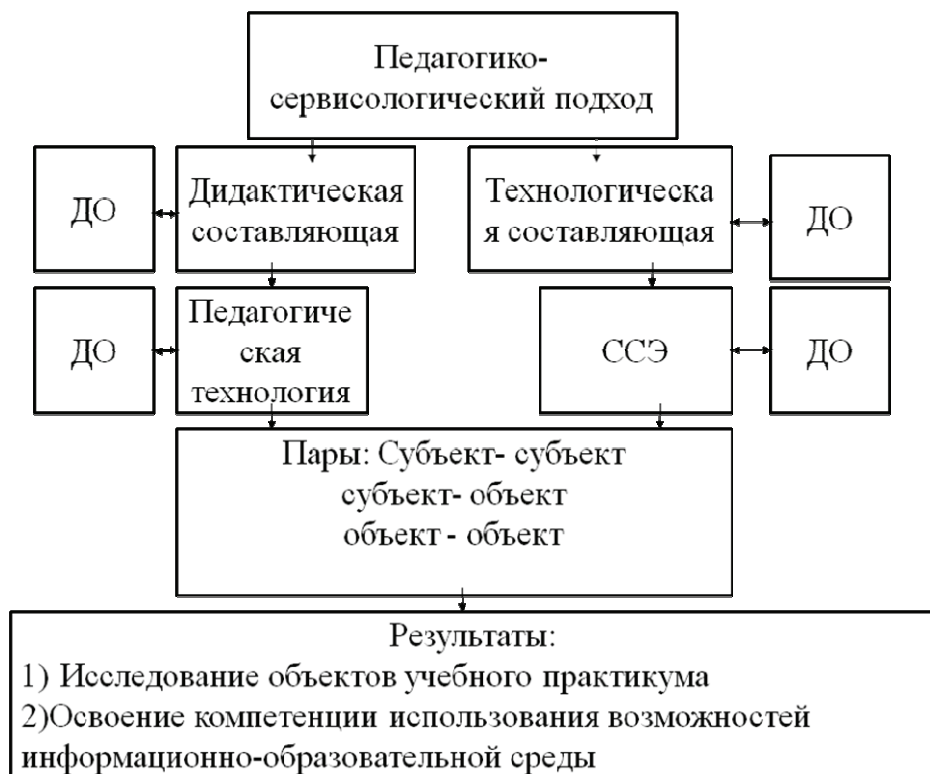 Педагогико-
сервисологический подход
ДО
Дидактическая
составляющая
Технологическа
я составляющая
ДО
ДО
Педагогиче
ская
технология
ССЭ
ДО
Пары: Субъект- субъект
субъект- объект
объект - объект
Результаты:
1) Исследование объектов учебного практикума
2)Освоение компетенции использования возможностей
информационно-образовательной среды